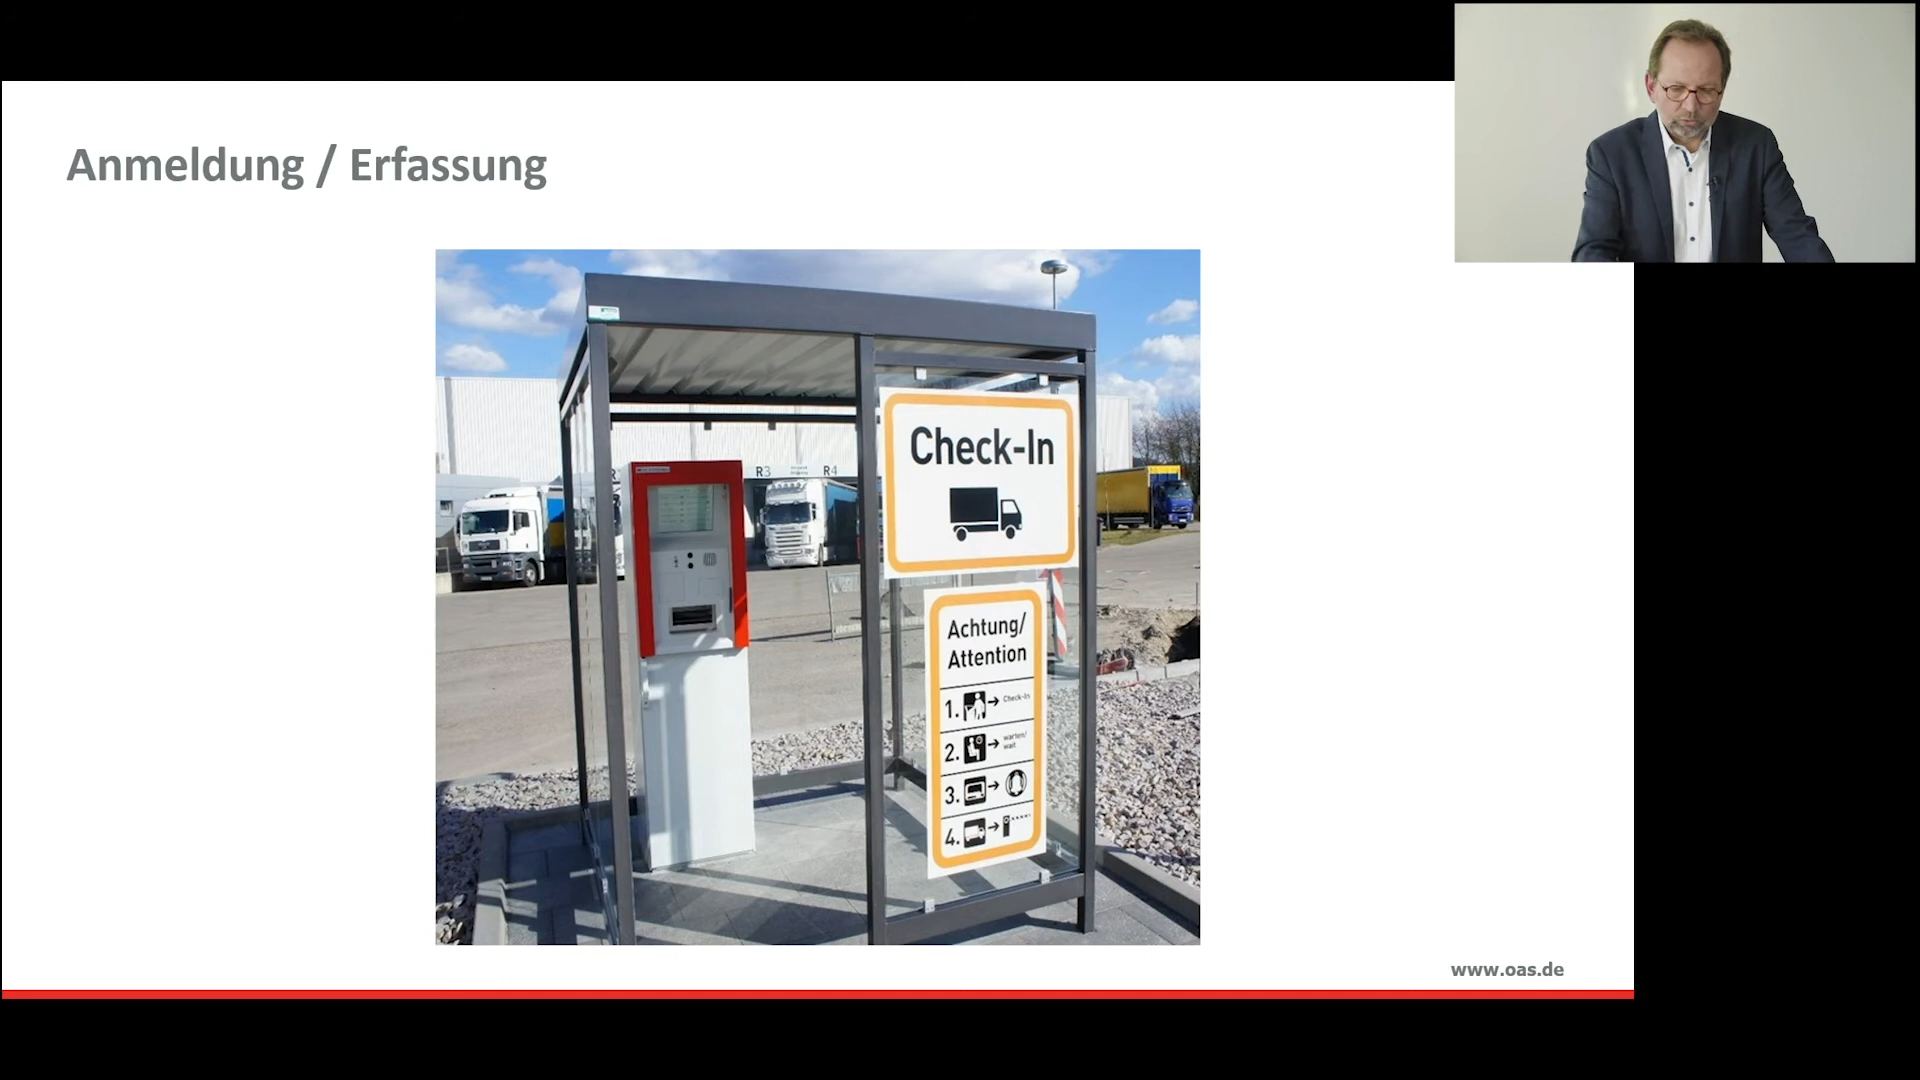 Anmeldung / Erfassung
R3
R4
Check-In
Achtung/
Attention
1.
Check-In
2.
warten/
wait
3.
4.
www.oas.de